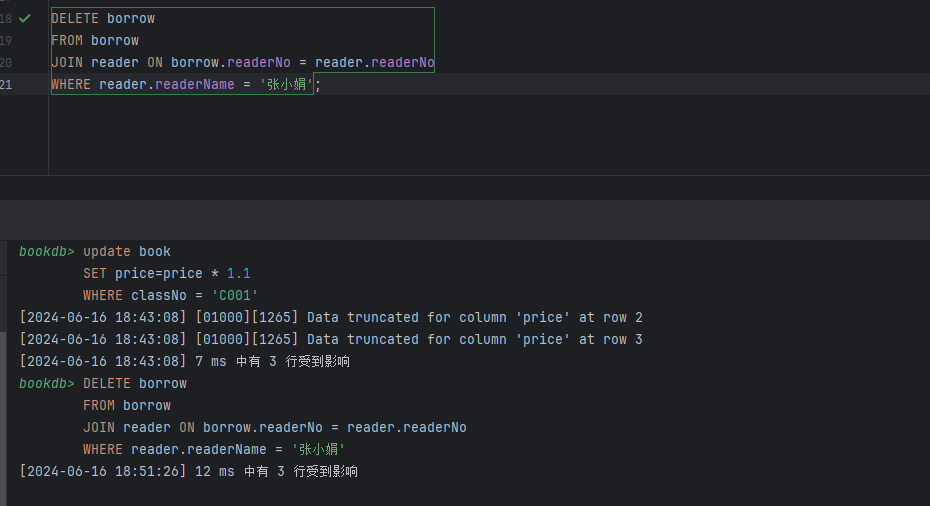 18 DELETE borrow
19 FROM borrow
20 JOIN reader ON borrow.readerNo = reader.readerNo
21 WHERE reader.readerName = '张小娟';
bookdb> update book
SET price=price * 1.1
WHERE classNo = 'C001'
[2024-06-16 18:43:08] [01000][1265] Data truncated for column 'price' at row 2
[2024-06-16 18:43:08] [01000][1265] Data truncated for column 'price' at row 3
[2024-06-16 18:43:08] 7 ms 中有 3 行受到影响
bookdb> DELETE borrow
FROM borrow
JOIN reader ON borrow.readerNo = reader.readerNo
WHERE reader.readerName = '张小娟'
[2024-06-16 18:51:26] 12 ms 中有 3 行受到影响